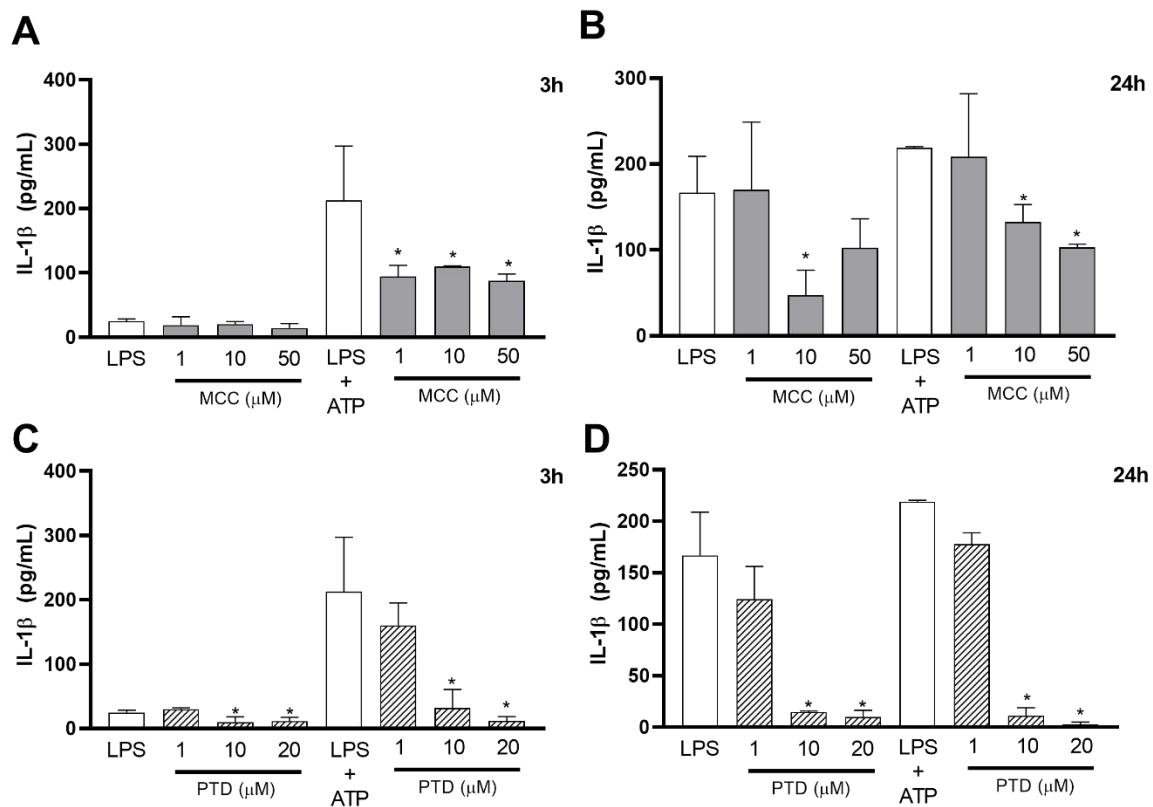 A
3h
IL-1β (pg/mL)
400
300
200
100
0
* * *
LPS 1 10 50 LPS + ATP 1 10 50
MCC (μM) MCC (μM)
B
24h
IL-1β (pg/mL)
300
200
100
0
* * *
LPS 1 10 50 LPS + ATP 1 10 50
MCC (μM) MCC (μM)
C
3h
IL-1β (pg/mL)
400
300
200
100
0
* * * *
LPS 1 10 20 LPS + ATP 1 10 20
PTD (μM) PTD (μM)
D
24h
IL-1β (pg/mL)
250
200
150
100
50
0
* * * *
LPS 1 10 20 LPS + ATP 1 10 20
PTD (μM) PTD (μM)